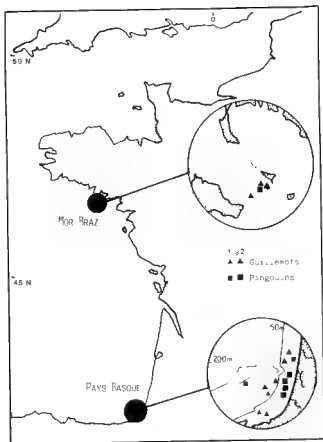 0
50 N
MOR BRAZ
1 2
Guillemots
Pingouins
45 N
50m
200m
PAYS BASQUE